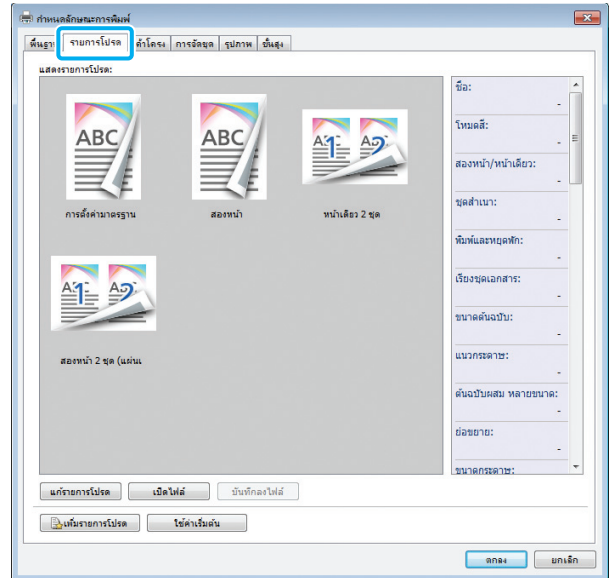 กำหนดลักษณะการพิมพ์
พื้นฐาน รายการโปรด เค้าโครง การจัดชุด รูปภาพ ขั้นสูง
แสดงรายการโปรด:
ABC
ABC
1 2
การตั้งค่ามาตรฐาน
สองหน้า
หน้าเดียว 2 ชุด
1 2
สองหน้า 2 ชุด (แผ่นเ
ชื่อ:
-
โหมดสี:
-
สองหน้า/หน้าเดียว:
-
ชุดสำเนา:
-
พิมพ์และหยุดพัก:
-
เรียงชุดเอกสาร:
-
ขนาดต้นฉบับ:
-
แนวกระดาษ:
-
ต้นฉบับผสม หลายขนาด:
-
ย่อขยาย:
-
ขนาดกระดาษ:
แก้รายการโปรด เปิดไฟล์ บันทึกลงไฟล์
เพิ่มรายการโปรด ใช้ค่าเริ่มต้น
ตกลง ยกเลิก